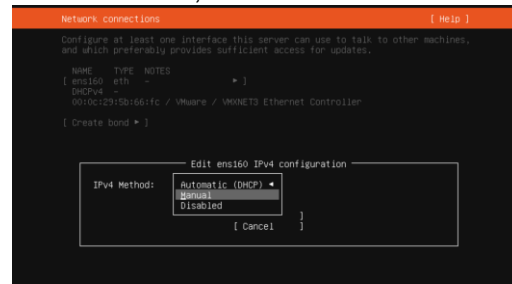 Network connections [ Help ]
Configure at least one interface this server can use to talk to other machines,
and which preferably provides sufficient access for updates.
NAME TYPE NOTES
[ ens160 eth - ▸ ]
DHCPv4 -
00:0c:29:5b:66:fc / VMware / VMXNET3 Ethernet Controller
[ Create bond ▸ ]
Edit ens160 IPv4 configuration
IPv4 Method: Automatic (DHCP) ◂
Manual
Disabled
]
[ Cancel ]